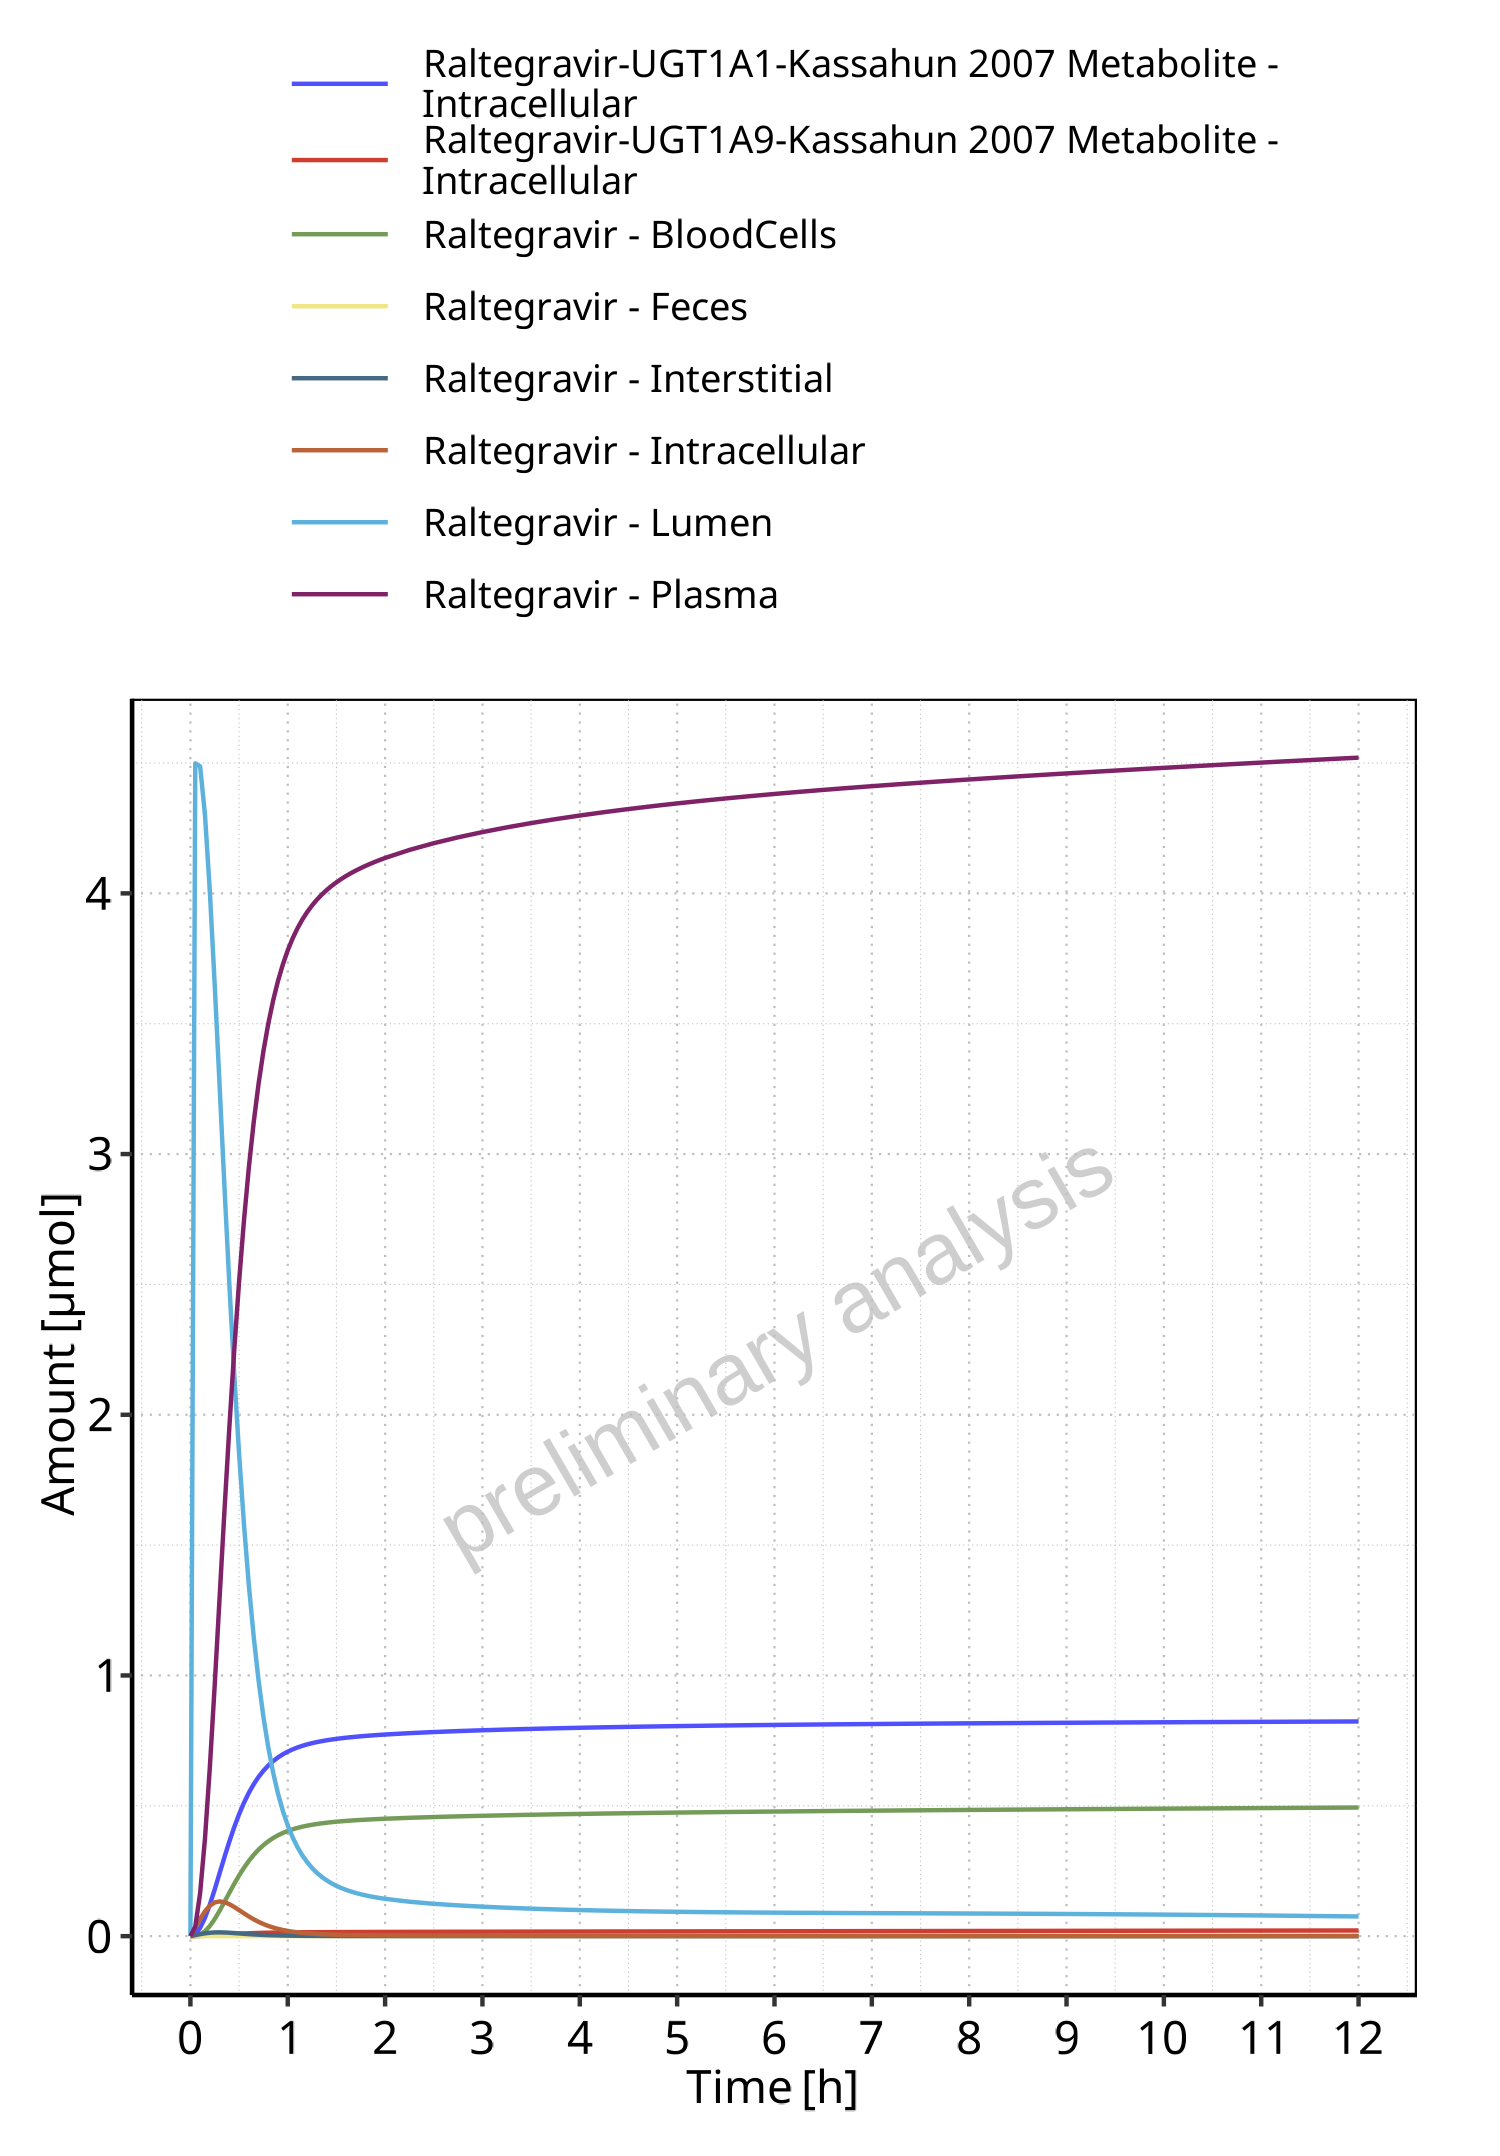 Raltegravir-UGT1A1-Kassahun 2007 Metabolite -
Intracellular
Raltegravir-UGT1A9-Kassahun 2007 Metabolite -
Intracellular
Raltegravir - BloodCells
Raltegravir - Feces
Raltegravir - Interstitial
Raltegravir - Intracellular
Raltegravir - Lumen
Raltegravir - Plasma
4
3
2
1
0
Amount [µmol]
preliminary analysis
0 1 2 3 4 5 6 7 8 9 10 11 12
Time [h]